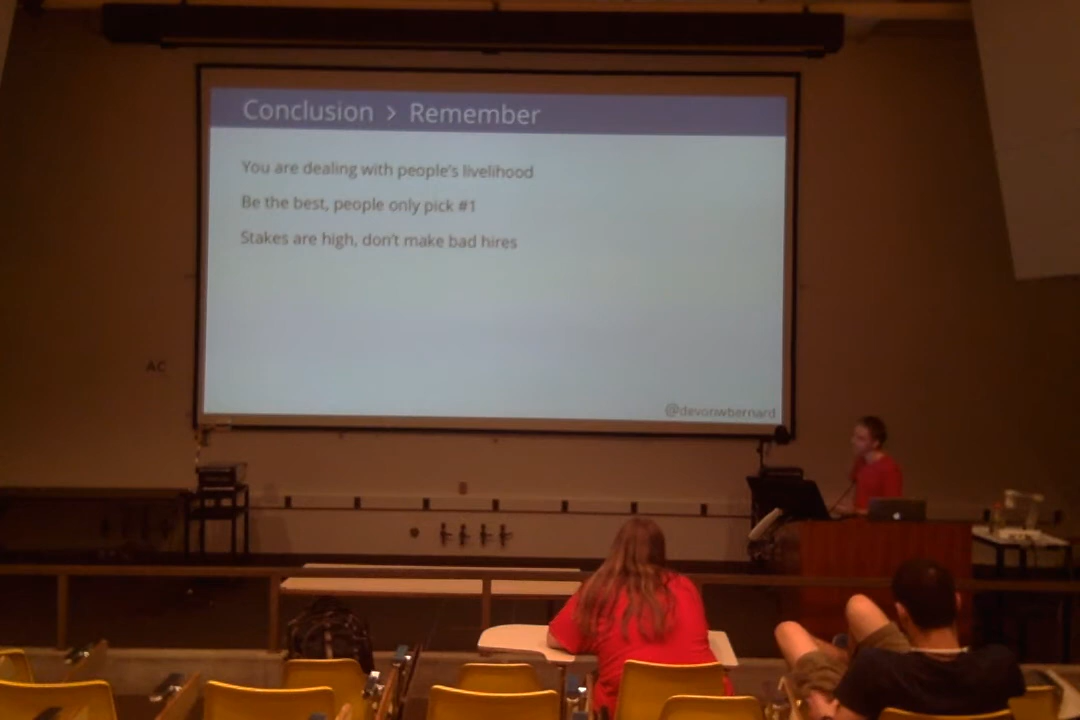 Conclusion > Remember
You are dealing with people's livelihood
Be the best, people only pick #1
Stakes are high, don't make bad hires
@devonwbernard
AC